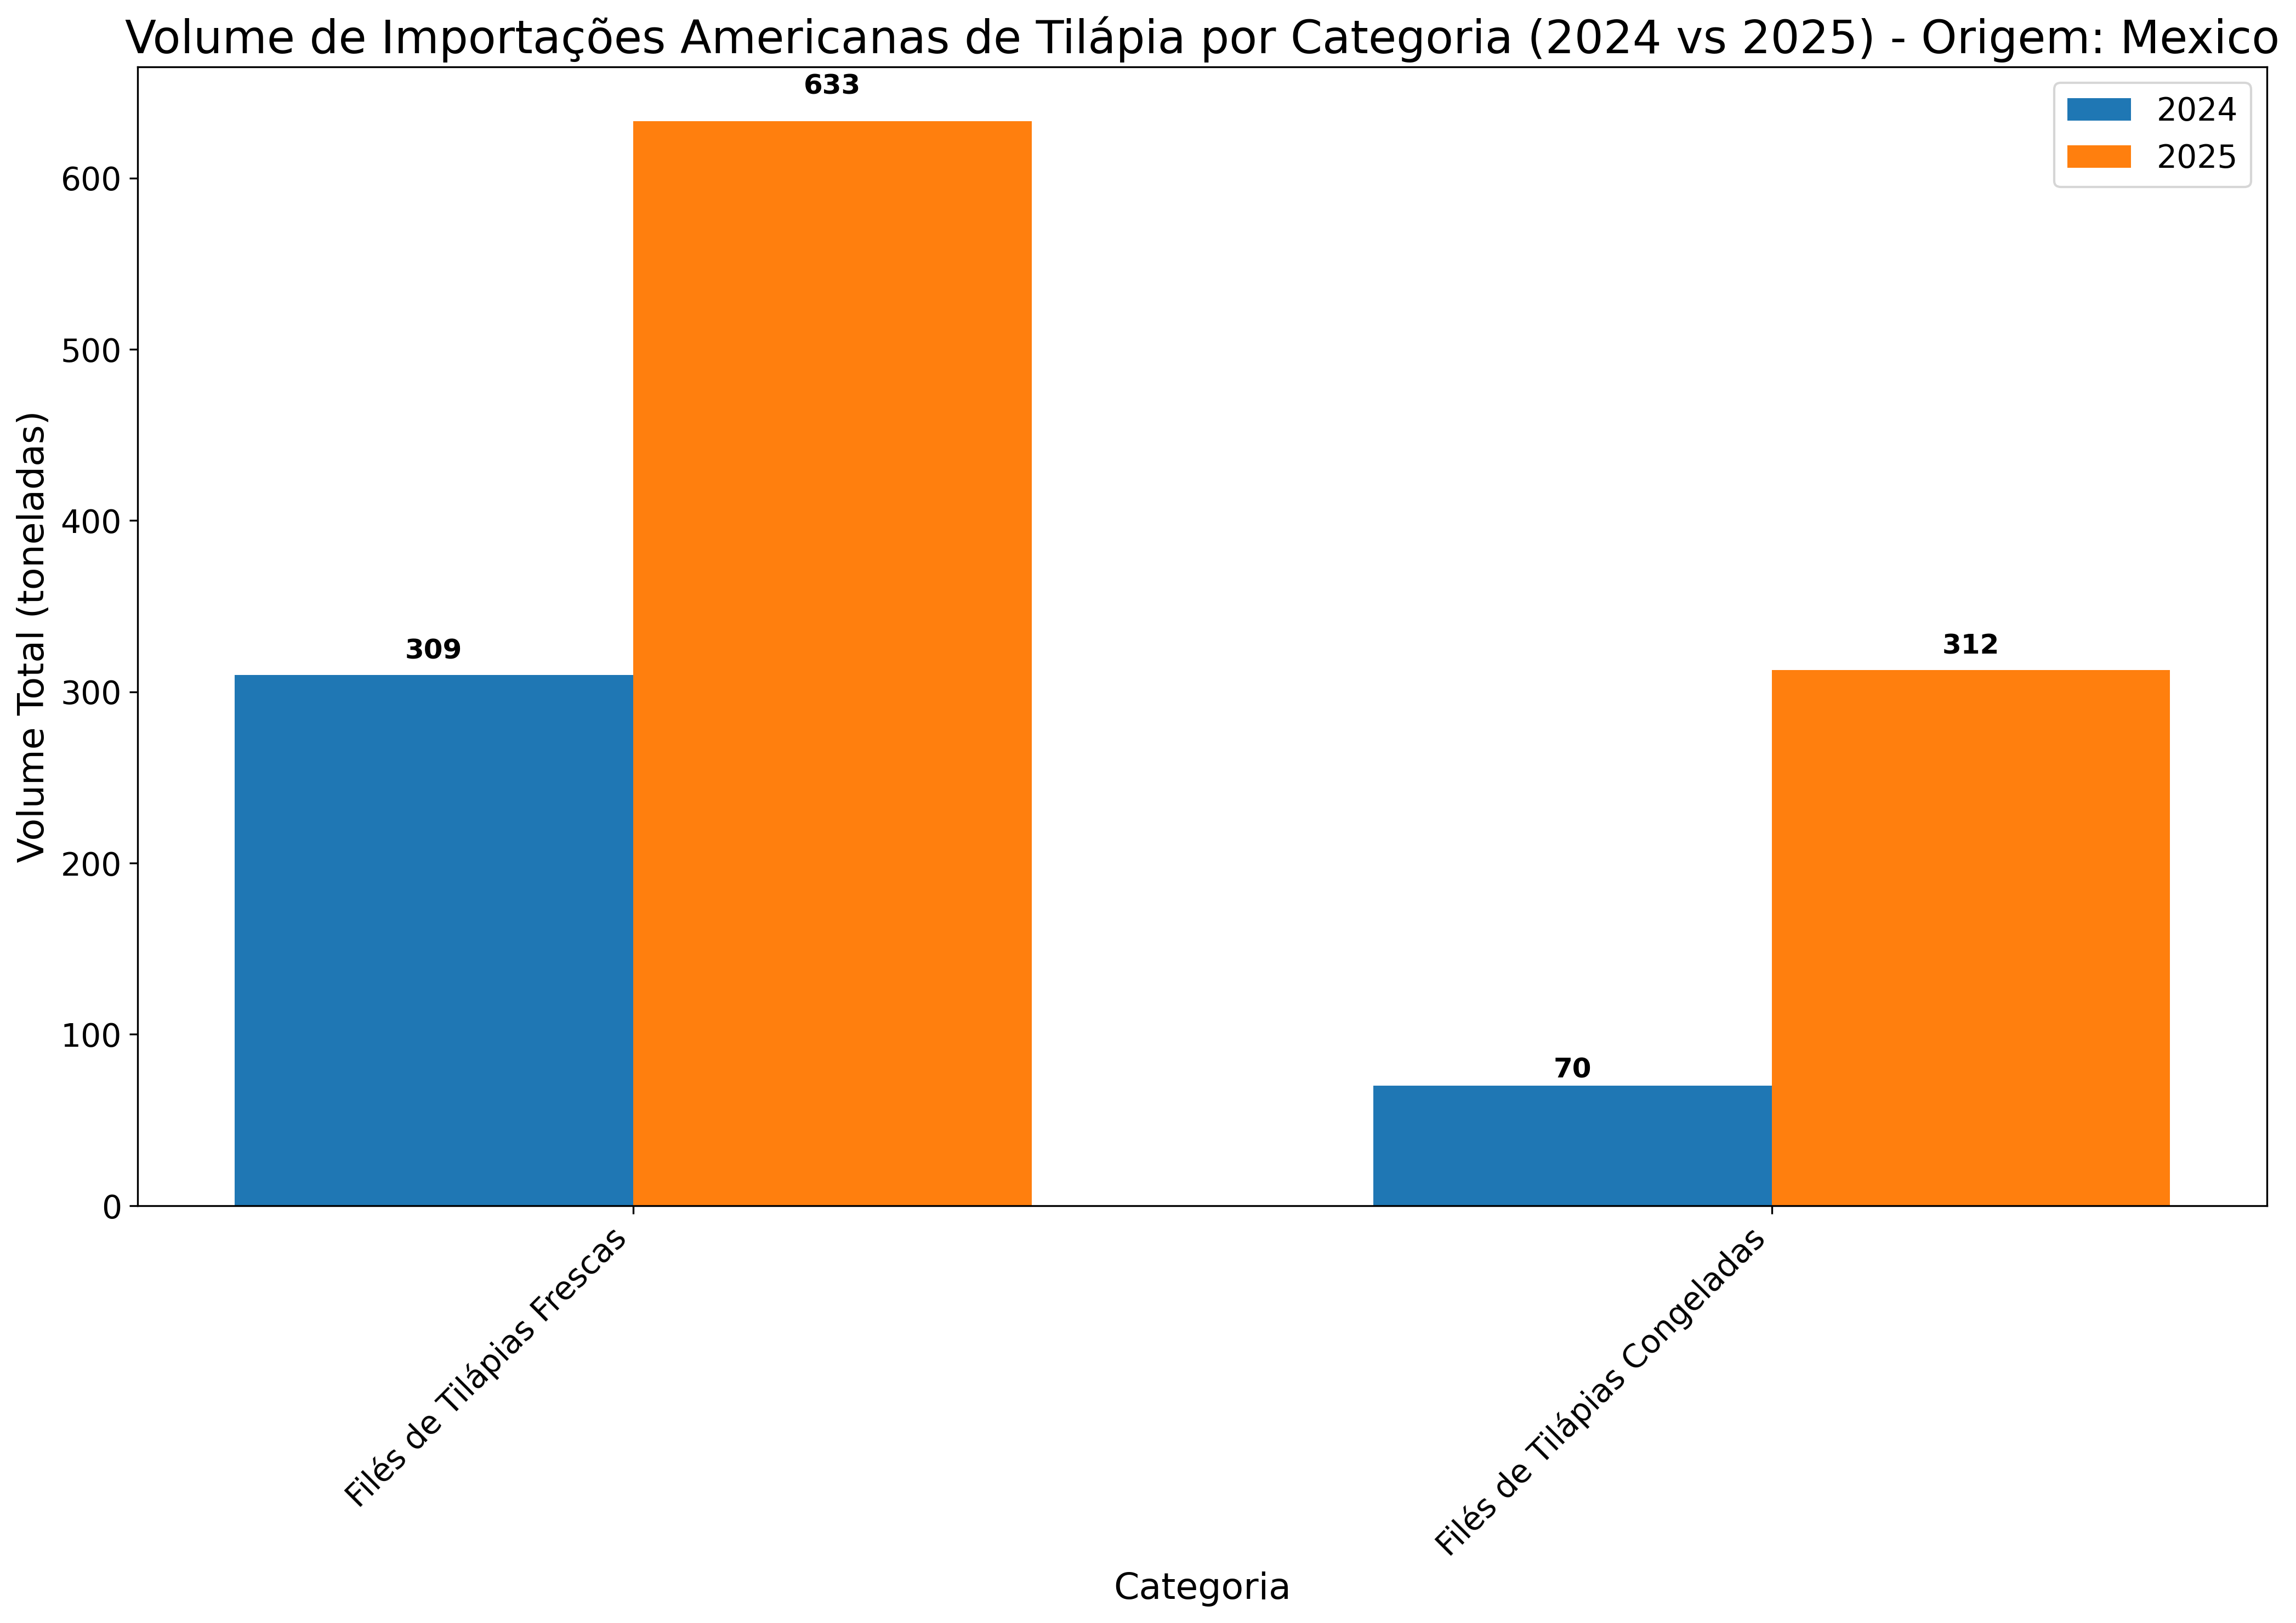 Volume de Importações Americanas de Tilápia por Categoria (2024 vs 2025) - Origem: Mexico
2024
2025
Volume Total (toneladas)
600
500
400
300
200
100
0
309
633
70
312
Filés de Tilápias Frescas
Filés de Tilápias Congeladas
Categoria